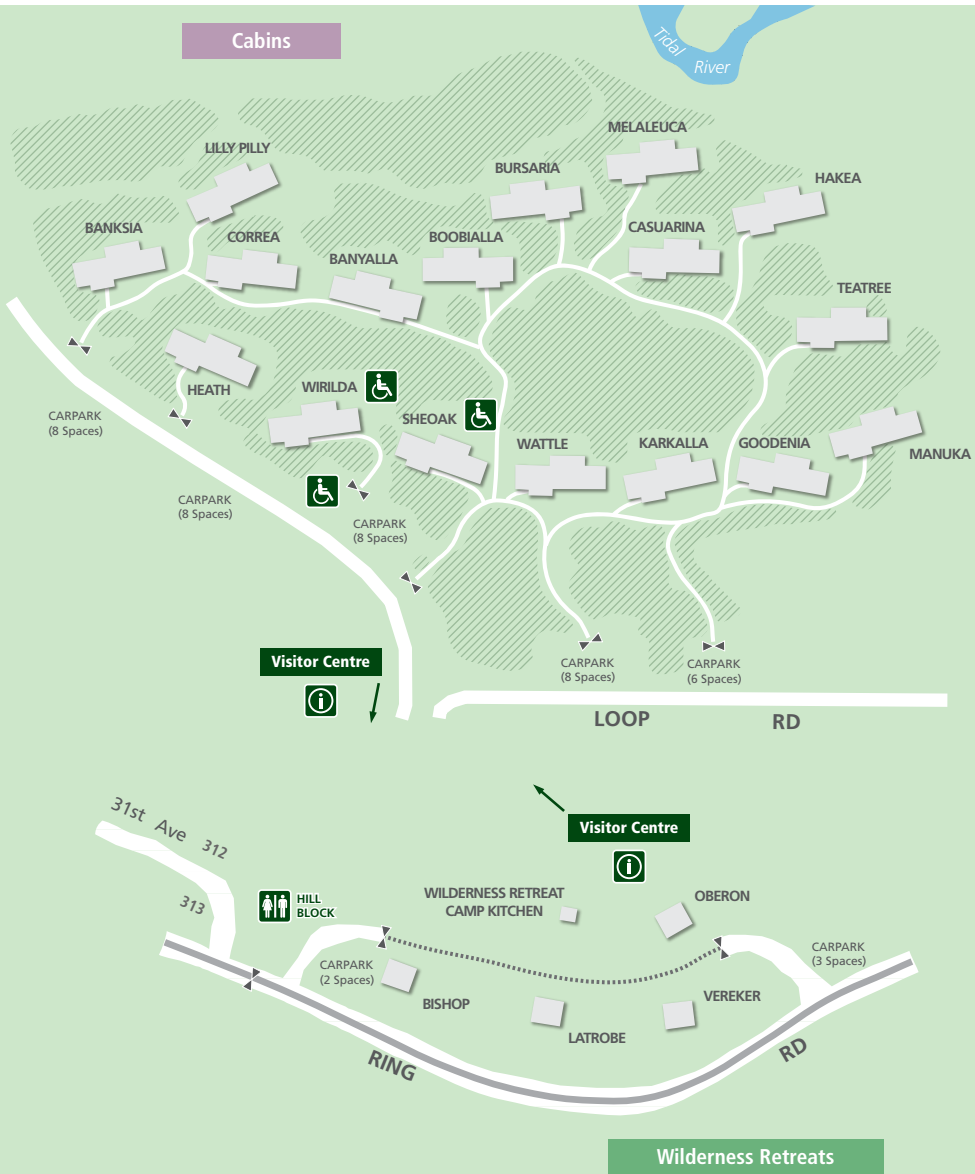 Cabins
Tidal
River
MELALEUCA
LILLY PILLY
BURSARIA
HAKEA
BANKSIA
CORREA
BOOBIALLA
CASUARINA
BANYALLA
TEATREE
HEATH
WIRILDA
CARPARK
(8 Spaces)
SHEOAK
WATTLE
KARKALLA
GOODENIA
MANUKA
CARPARK
(8 Spaces)
CARPARK
(8 Spaces)
Visitor Centre
CARPARK
(8 Spaces)
CARPARK
(6 Spaces)
LOOP RD
31st Ave 312
313
Visitor Centre
HILL
BLOCK
WILDERNESS RETREAT
CAMP KITCHEN
OBERON
CARPARK
(2 Spaces)
CARPARK
(3 Spaces)
BISHOP
VEREKER
LATROBE
RING RD
Wilderness Retreats